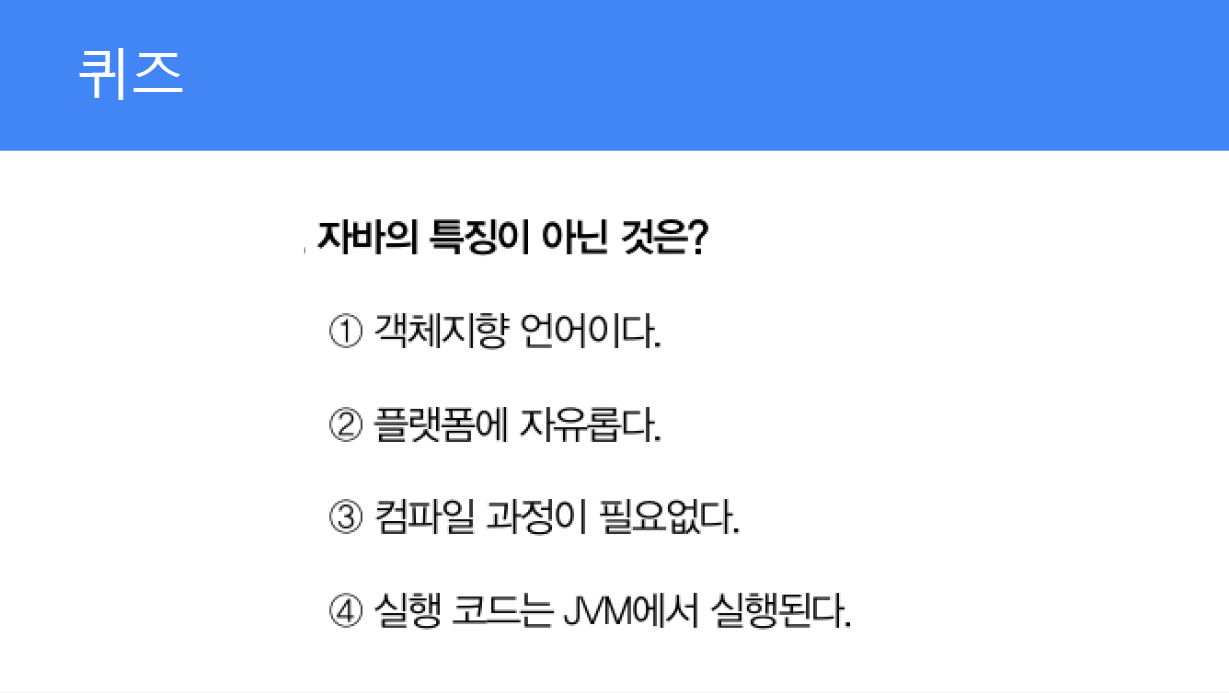 퀴즈
자바의 특징이 아닌 것은?
① 객체지향 언어이다.
② 플랫폼에 자유롭다.
③ 컴파일 과정이 필요없다.
④ 실행 코드는 JVM에서 실행된다.